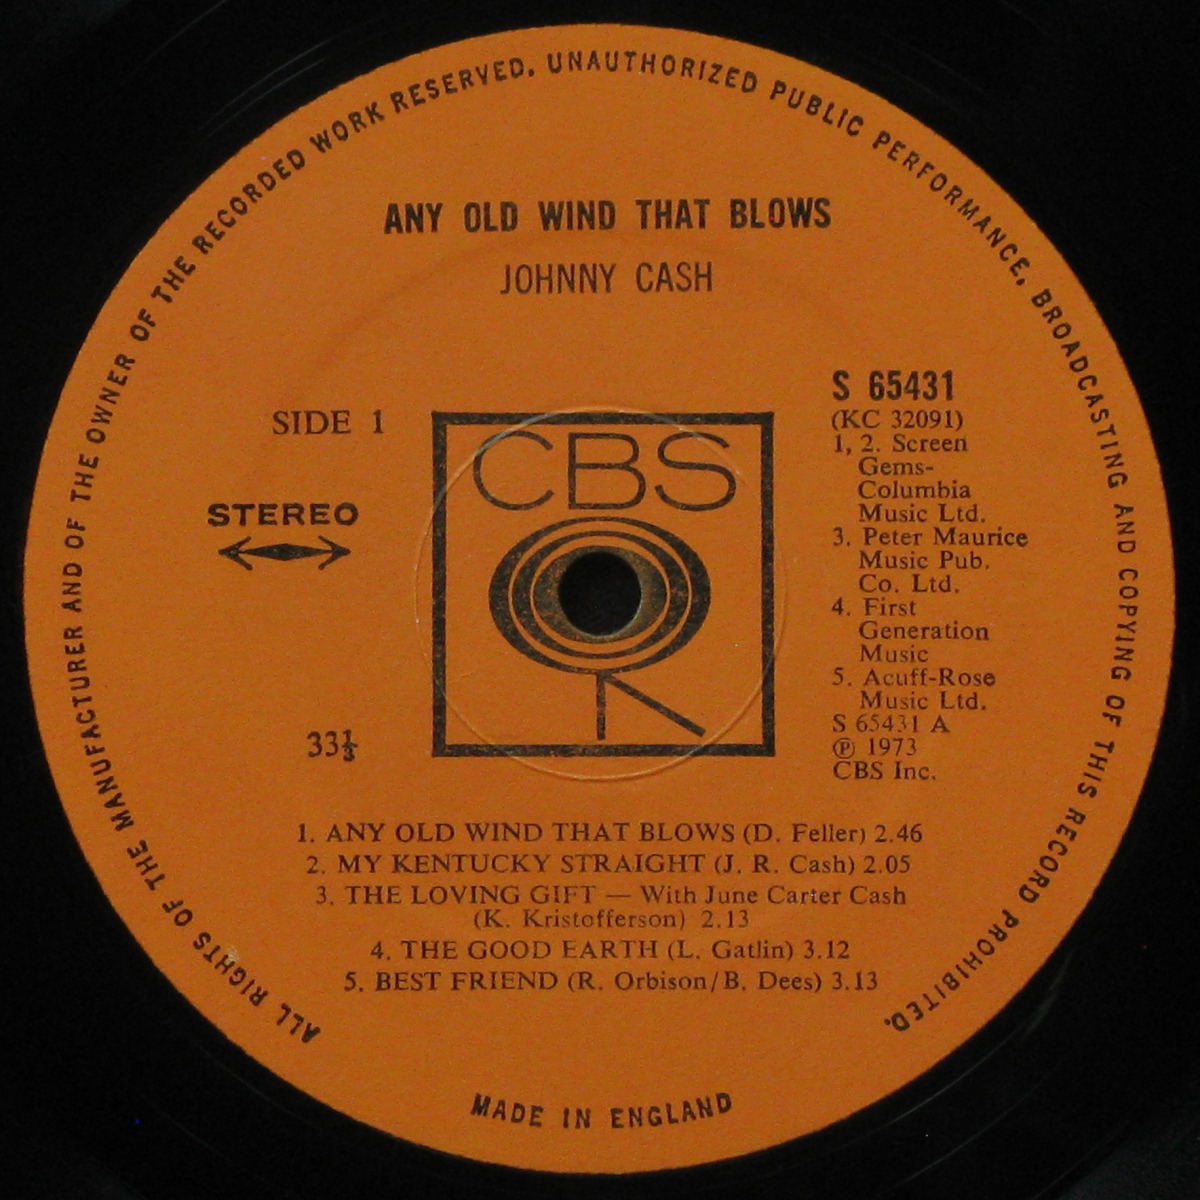 ALL RIGHTS OF THE MANUFACTURER AND OF THE OWNER OF THE RECORDED WORK RESERVED. UNAUTHORIZED PUBLIC PERFORMANCE, BROADCASTING AND COPYING OF THIS RECORD PROHIBITED.
ANY OLD WIND THAT BLOWS
JOHNNY CASH
SIDE 1
STEREO
33⅓
CBS
S 65431
(KC 32091)
1, 2. Screen
Gems-
Columbia
Music Ltd.
3. Peter Maurice
Music Pub.
Co. Ltd.
4. First
Generation
Music
5. Acuff-Rose
Music Ltd.
S 65431 A
℗ 1973
CBS Inc.
1. ANY OLD WIND THAT BLOWS (D. Feller) 2.46
2. MY KENTUCKY STRAIGHT (J. R. Cash) 2.05
3. THE LOVING GIFT — With June Carter Cash
(K. Kristofferson) 2.13
4. THE GOOD EARTH (L. Gatlin) 3.12
5. BEST FRIEND (R. Orbison/B. Dees) 3.13
MADE IN ENGLAND